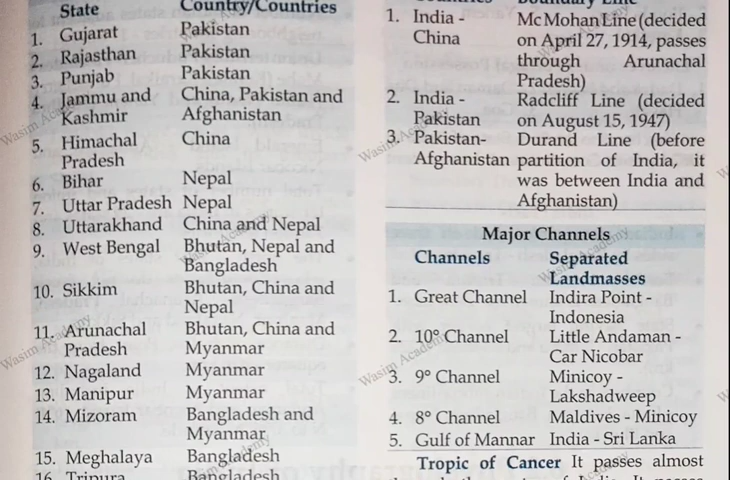 State Country/Countries
1. Gujarat Pakistan
2. Rajasthan Pakistan
3. Punjab Pakistan
4. Jammu and China, Pakistan and
Kashmir Afghanistan
5. Himachal China
Pradesh
6. Bihar Nepal
7. Uttar Pradesh Nepal
8. Uttarakhand China and Nepal
9. West Bengal Bhutan, Nepal and
Bangladesh
10. Sikkim Bhutan, China and
Nepal
11. Arunachal Bhutan, China and
Pradesh Myanmar
12. Nagaland Myanmar
13. Manipur Myanmar
14. Mizoram Bangladesh and
Myanmar
15. Meghalaya Bangladesh
16. Tripura Bangladesh
Countries Boundary Line
1. India - Mc Mohan Line (decided
China on April 27, 1914, passes
through Arunachal
Pradesh)
2. India - Radcliff Line (decided
Pakistan on August 15, 1947)
3. Pakistan- Durand Line (before
Afghanistan partition of India, it
was between India and
Afghanistan)
Major Channels
Channels Separated
Landmasses
1. Great Channel Indira Point -
Indonesia
2. 10° Channel Little Andaman -
Car Nicobar
3. 9° Channel Minicoy -
Lakshadweep
4. 8° Channel Maldives - Minicoy
5. Gulf of Mannar India - Sri Lanka
Tropic of Cancer It passes almost
Wasim Academy